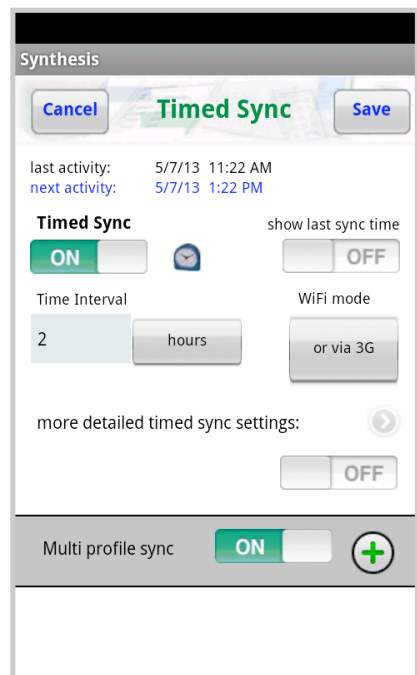 Synthesis
Cancel Timed Sync Save
last activity: 5/7/13 11:22 AM
next activity: 5/7/13 1:22 PM
Timed Sync show last sync time
ON OFF
Time Interval WiFi mode
2 hours or via 3G
more detailed timed sync settings:
OFF
Multi profile sync ON